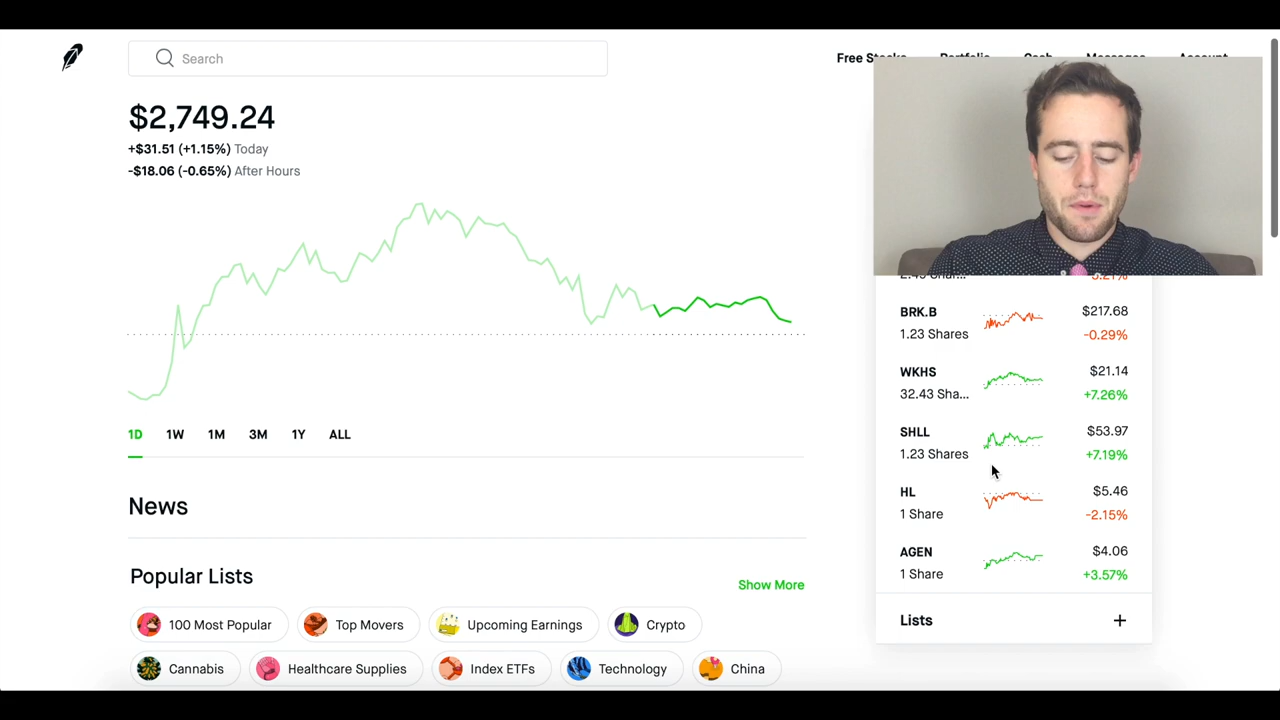 Search
Free Stocks Portfolio Cash Messages Account
$2,749.24
+$31.51 (+1.15%) Today
-$18.06 (-0.65%) After Hours
1D 1W 1M 3M 1Y ALL
News
Popular Lists
Show More
100 Most Popular Top Movers Upcoming Earnings Crypto
Cannabis Healthcare Supplies Index ETFs Technology China
BRK.B $217.68
1.23 Shares -0.29%
WKHS $21.14
32.43 Sha... +7.26%
SHLL $53.97
1.23 Shares +7.19%
HL $5.46
1 Share -2.15%
AGEN $4.06
1 Share +3.57%
Lists +